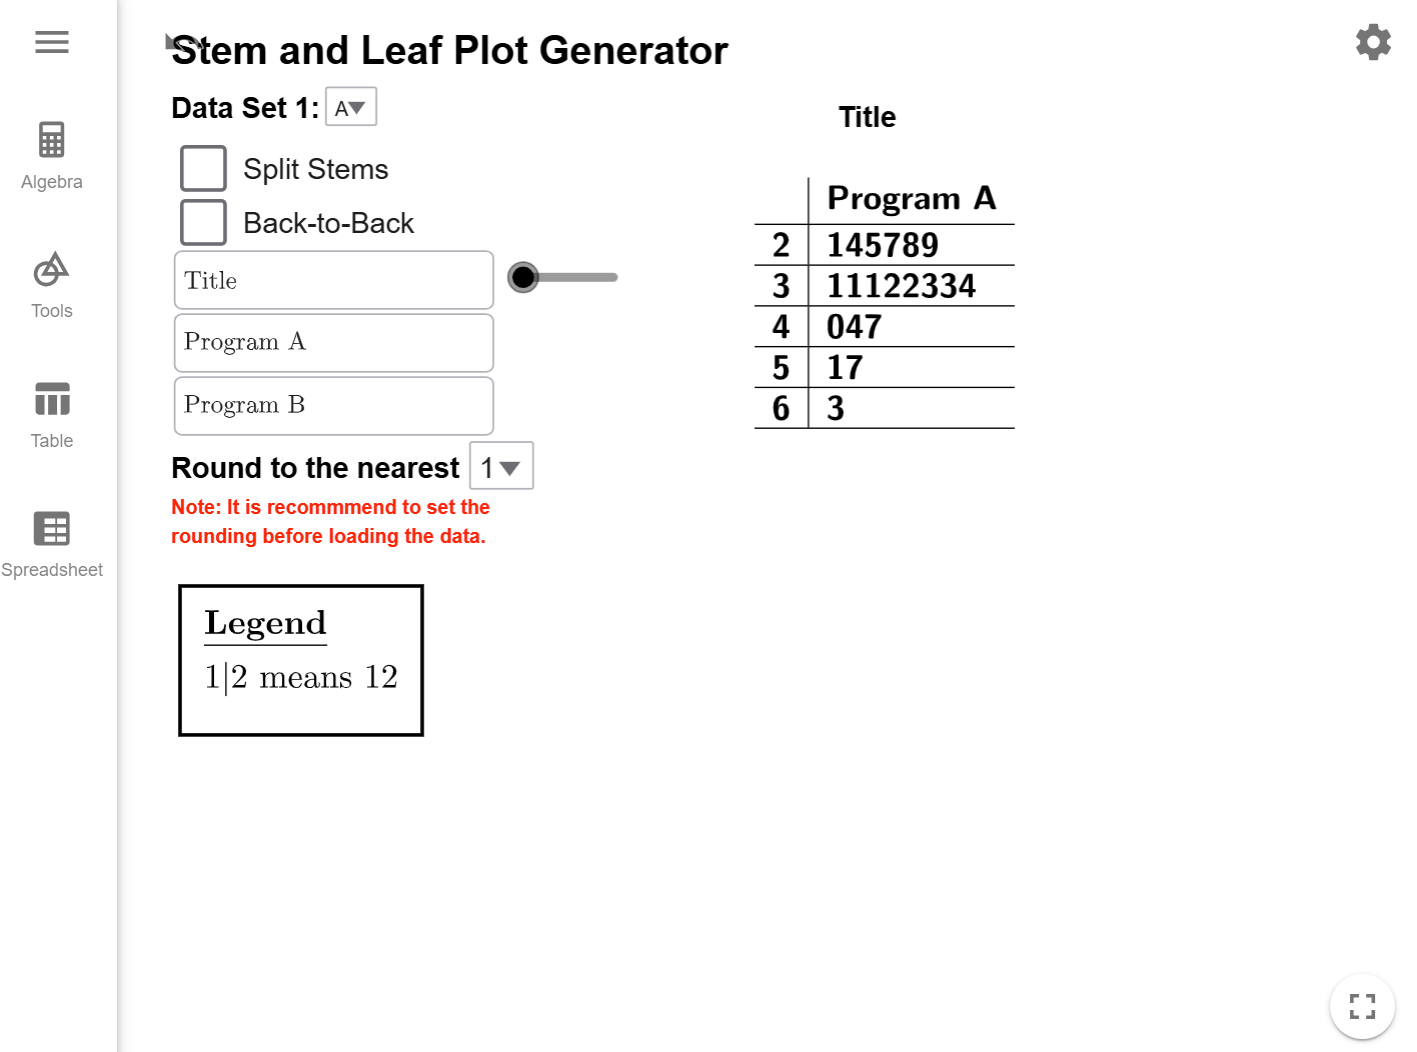 Stem and Leaf Plot Generator
Data Set 1: A
Split Stems
Back-to-Back
Title
Program A
Program B
Round to the nearest 1
Note: It is recommmend to set the
rounding before loading the data.
Legend
1|2 means 12
Title
Program A
2 145789
3 11122334
4 047
5 17
6 3
Algebra
Tools
Table
Spreadsheet